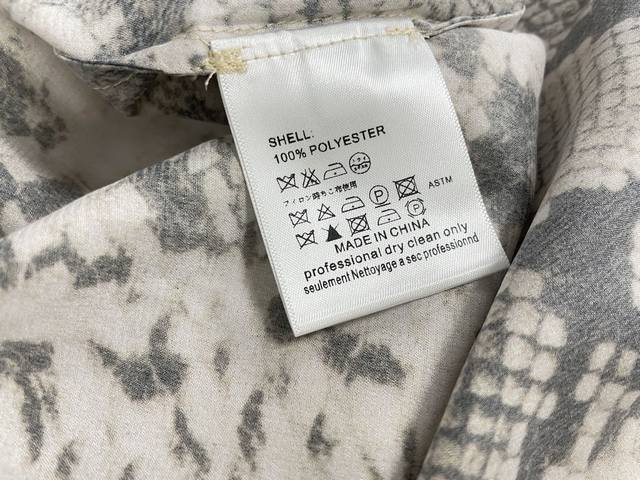 SHELL:
100% POLYESTER
P ASTM
MADE IN CHINA
professional dry clean only
seulement Nettoyage a sec professionnd